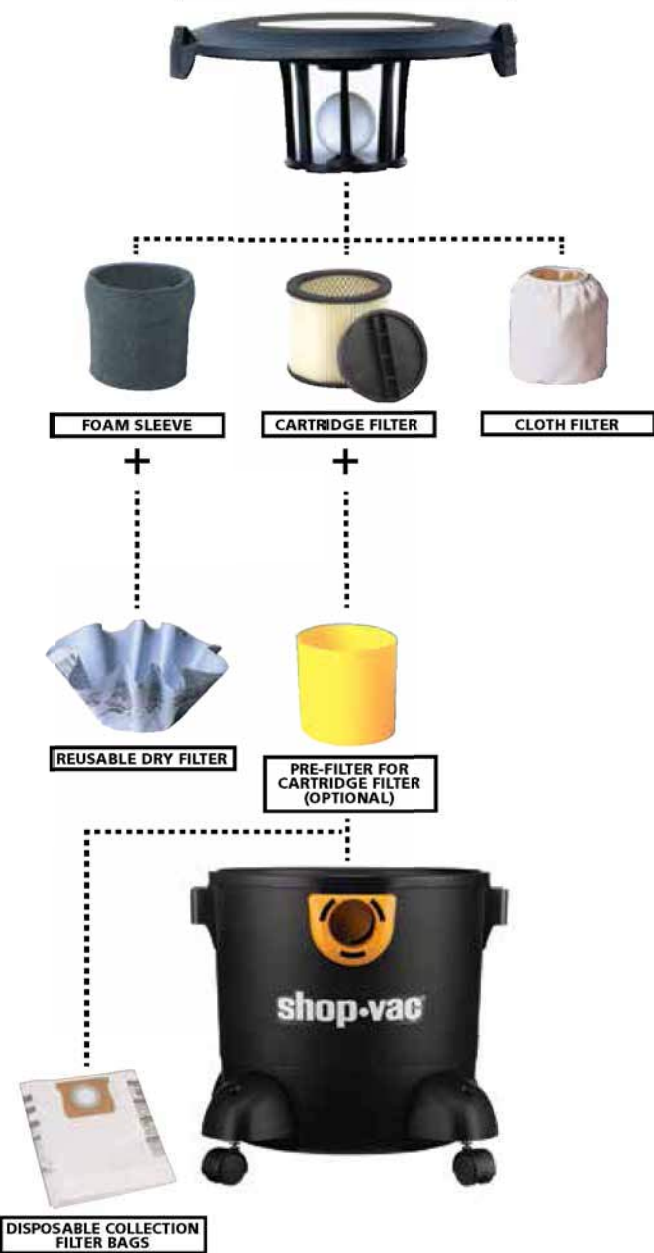 FOAM SLEEVE
CARTRIDGE FILTER
CLOTH FILTER
+
+
REUSABLE DRY FILTER
PRE-FILTER FOR
CARTRIDGE FILTER
(OPTIONAL)
shop•vac
DISPOSABLE COLLECTION
FILTER BAGS